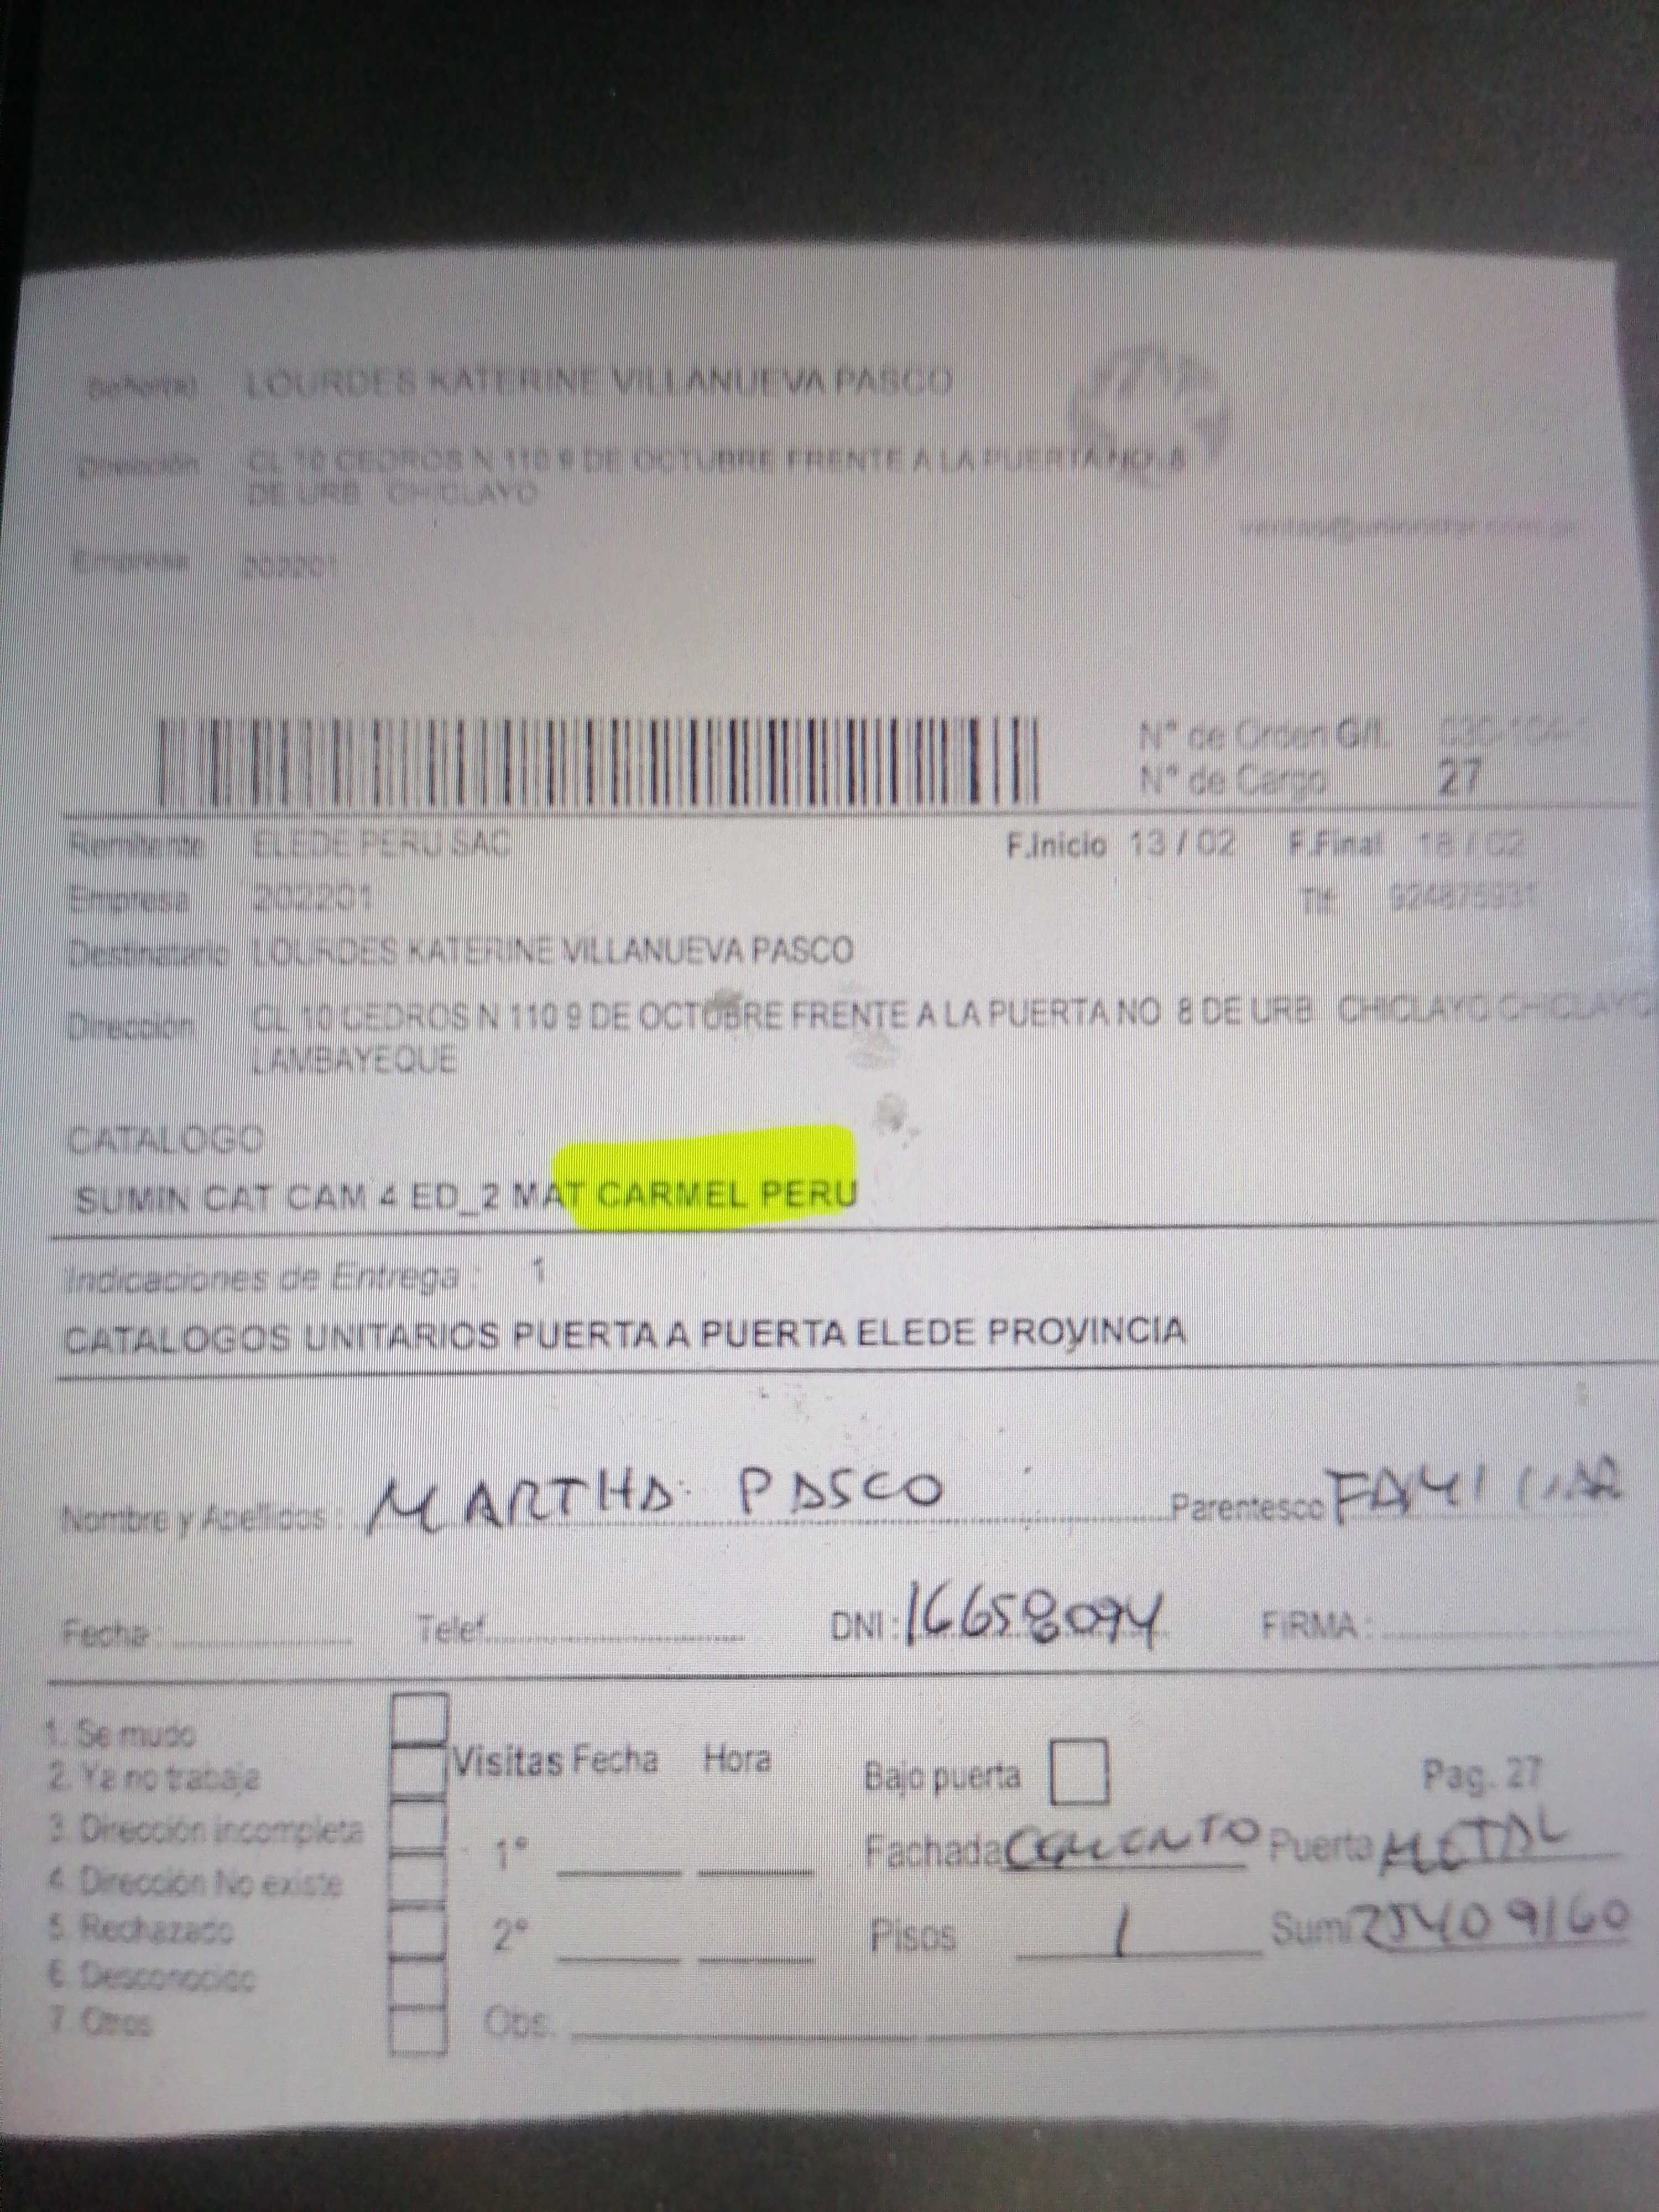 Señor(a) LOURDES KATERINE VILLANUEVA PASCO
Dirección CL 10 CEDROS N 110 9 DE OCTUBRE FRENTE A LA PUERTA NO 8
DE URB CHICLAYO
Empresa 202201
N° de Orden G/I.
N° de Cargo 27
Remitente ELEDE PERU SAC F.Inicio 13 / 02 F.Final 18 / 02
Empresa 202201 Tlf:
Destinatario LOURDES KATERINE VILLANUEVA PASCO
Dirección CL 10 CEDROS N 110 9 DE OCTUBRE FRENTE A LA PUERTA NO 8 DE URB CHICLAYO CHICLAYO
LAMBAYEQUE
CATALOGO
SUMIN CAT CAM 4 ED_2 MAT CARMEL PERU
Indicaciones de Entrega : 1
CATALOGOS UNITARIOS PUERTA A PUERTA ELEDE PROVINCIA
Nombre y Apellidos : MARTHA PASCO Parentesco FAMILIAR
Fecha: Telef. DNI: 16658094 FIRMA:
1. Se mudo
2. Ya no trabaja
3. Dirección incompleta
4. Dirección No existe
5. Rechazado
6. Desconocido
7. Otros
Visitas Fecha Hora
1°
2°
Obs.
Bajo puerta Pag. 27
Fachada CEMENTO Puerta METAL
Pisos 1 Sumi 25409160